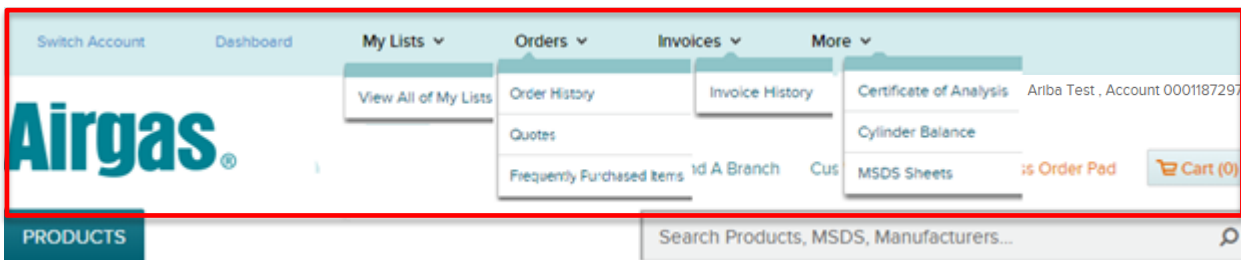 Switch Account Dashboard My Lists Orders Invoices More
View All of My Lists Order History Invoice History Certificate of Analysis Ariba Test , Account 0001187297
Airgas®
Quotes Cylinder Balance
Frequently Purchased Items A Branch MSDS Sheets Order Pad Cart (0)
PRODUCTS Search Products, MSDS, Manufacturers...